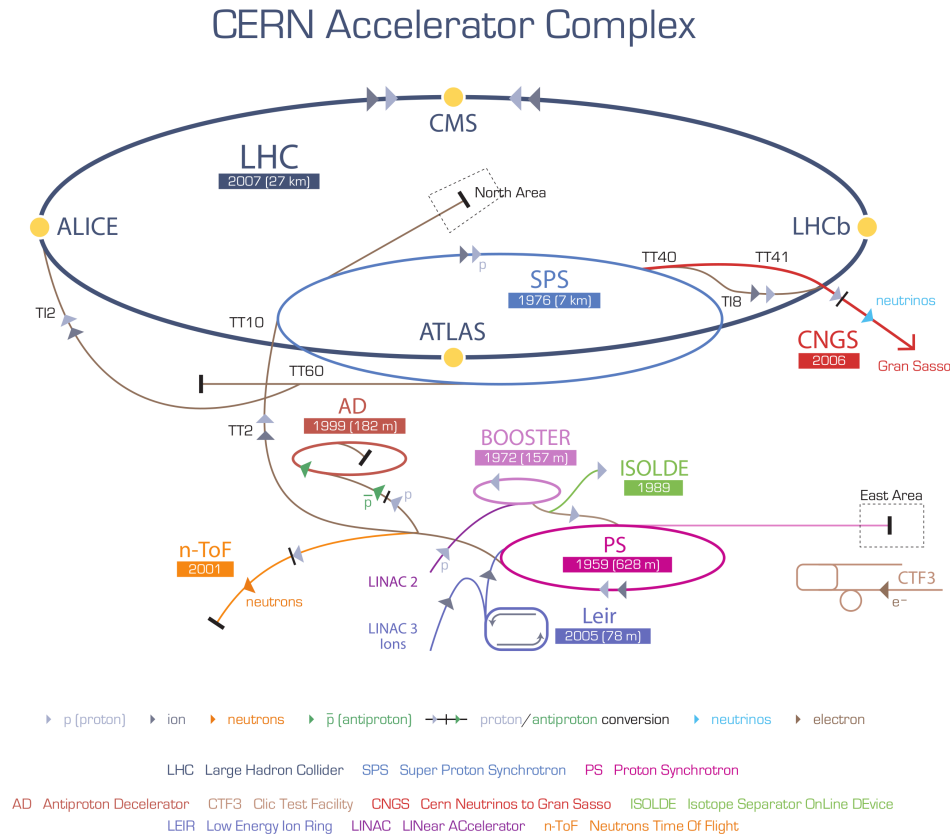 CERN Accelerator Complex
CMS
LHC
2007 (27 km)
North Area
ALICE
LHCb
TT40
TT41
p
SPS
1976 (7 km)
TI8
neutrinos
TI2
TT10
ATLAS
CNGS
2006
Gran Sasso
TT60
AD
1999 (182 m)
TT2
BOOSTER
1972 (157 m)
ISOLDE
1989
p̅
p
East Area
n-ToF
2001
PS
1959 (628 m)
p
LINAC 2
neutrons
CTF3
e⁻
LINAC 3
Ions
Leir
2005 (78 m)
p (proton) ion neutrons p̅ (antiproton) proton/antiproton conversion neutrinos electron
LHC Large Hadron Collider SPS Super Proton Synchrotron PS Proton Synchrotron
AD Antiproton Decelerator CTF3 Clic Test Facility CNGS Cern Neutrinos to Gran Sasso ISOLDE Isotope Separator OnLine DEvice
LEIR Low Energy Ion Ring LINAC LINear ACcelerator n-ToF Neutrons Time Of Flight